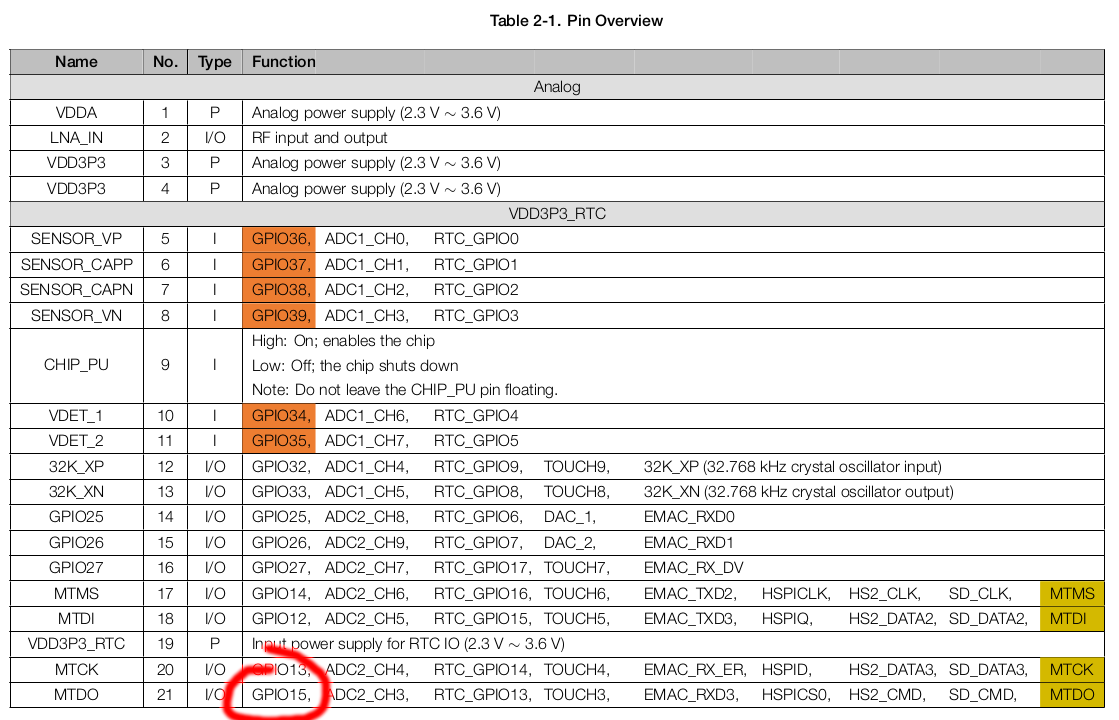 Table 2-1. Pin Overview
Name No. Type Function
Analog
VDDA 1 P Analog power supply (2.3 V ∼ 3.6 V)
LNA_IN 2 I/O RF input and output
VDD3P3 3 P Analog power supply (2.3 V ∼ 3.6 V)
VDD3P3 4 P Analog power supply (2.3 V ∼ 3.6 V)
VDD3P3_RTC
SENSOR_VP 5 I GPIO36, ADC1_CH0, RTC_GPIO0
SENSOR_CAPP 6 I GPIO37, ADC1_CH1, RTC_GPIO1
SENSOR_CAPN 7 I GPIO38, ADC1_CH2, RTC_GPIO2
SENSOR_VN 8 I GPIO39, ADC1_CH3, RTC_GPIO3
CHIP_PU 9 I High: On; enables the chip
Low: Off; the chip shuts down
Note: Do not leave the CHIP_PU pin floating.
VDET_1 10 I GPIO34, ADC1_CH6, RTC_GPIO4
VDET_2 11 I GPIO35, ADC1_CH7, RTC_GPIO5
32K_XP 12 I/O GPIO32, ADC1_CH4, RTC_GPIO9, TOUCH9, 32K_XP (32.768 kHz crystal oscillator input)
32K_XN 13 I/O GPIO33, ADC1_CH5, RTC_GPIO8, TOUCH8, 32K_XN (32.768 kHz crystal oscillator output)
GPIO25 14 I/O GPIO25, ADC2_CH8, RTC_GPIO6, DAC_1, EMAC_RXD0
GPIO26 15 I/O GPIO26, ADC2_CH9, RTC_GPIO7, DAC_2, EMAC_RXD1
GPIO27 16 I/O GPIO27, ADC2_CH7, RTC_GPIO17, TOUCH7, EMAC_RX_DV
MTMS 17 I/O GPIO14, ADC2_CH6, RTC_GPIO16, TOUCH6, EMAC_TXD2, HSPICLK, HS2_CLK, SD_CLK, MTMS
MTDI 18 I/O GPIO12, ADC2_CH5, RTC_GPIO15, TOUCH5, EMAC_TXD3, HSPIQ, HS2_DATA2, SD_DATA2, MTDI
VDD3P3_RTC 19 P Input power supply for RTC IO (2.3 V ∼ 3.6 V)
MTCK 20 I/O GPIO13, ADC2_CH4, RTC_GPIO14, TOUCH4, EMAC_RX_ER, HSPID, HS2_DATA3, SD_DATA3, MTCK
MTDO 21 I/O GPIO15, ADC2_CH3, RTC_GPIO13, TOUCH3, EMAC_RXD3, HSPICS0, HS2_CMD, SD_CMD, MTDO